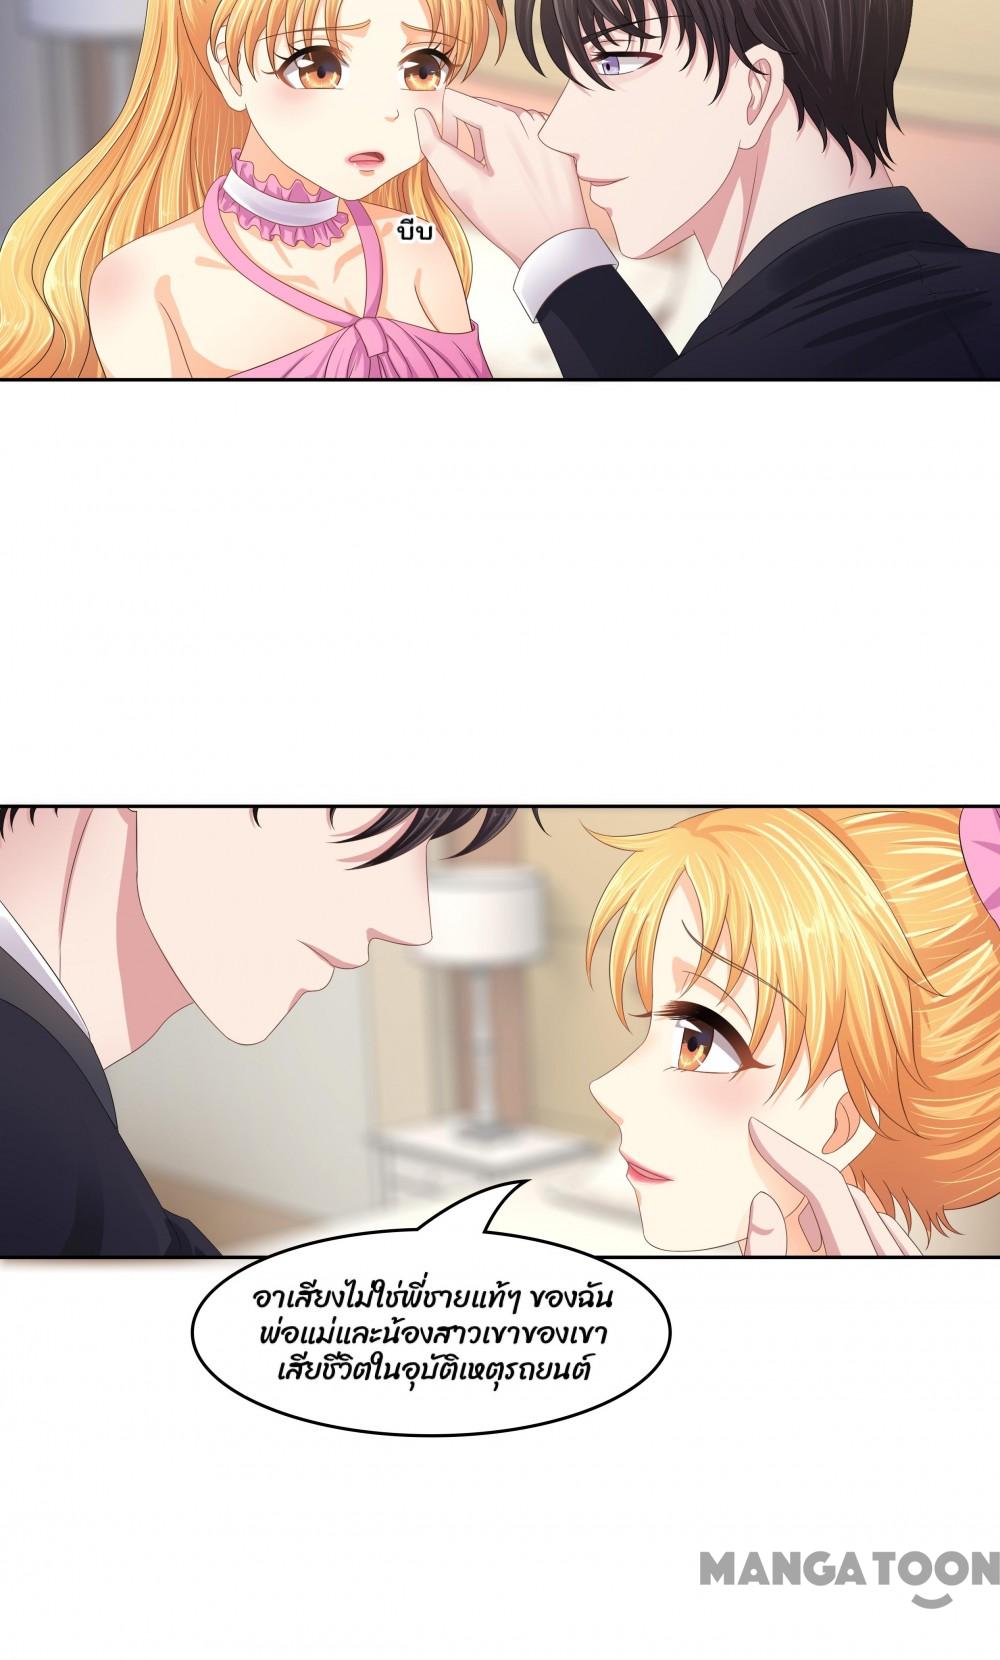 บีบ
อาเสียงไม่ใช่พี่ชายแท้ๆ ของฉัน
พ่อแม่และน้องสาวเขาของเขา
เสียชีวิตในอุบัติเหตุรถยนต์
MANGATOON